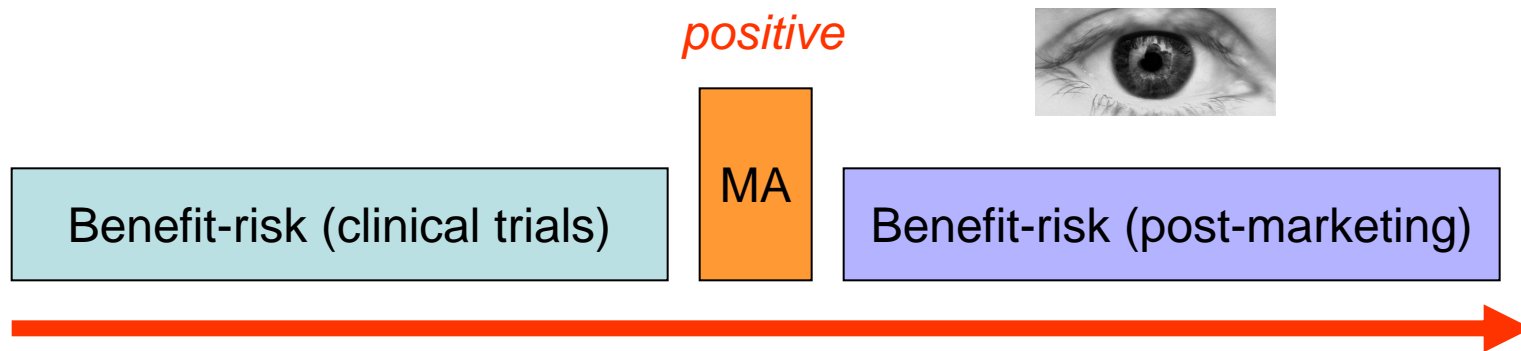 positive
MA
Benefit-risk (clinical trials)
Benefit-risk (post-marketing)